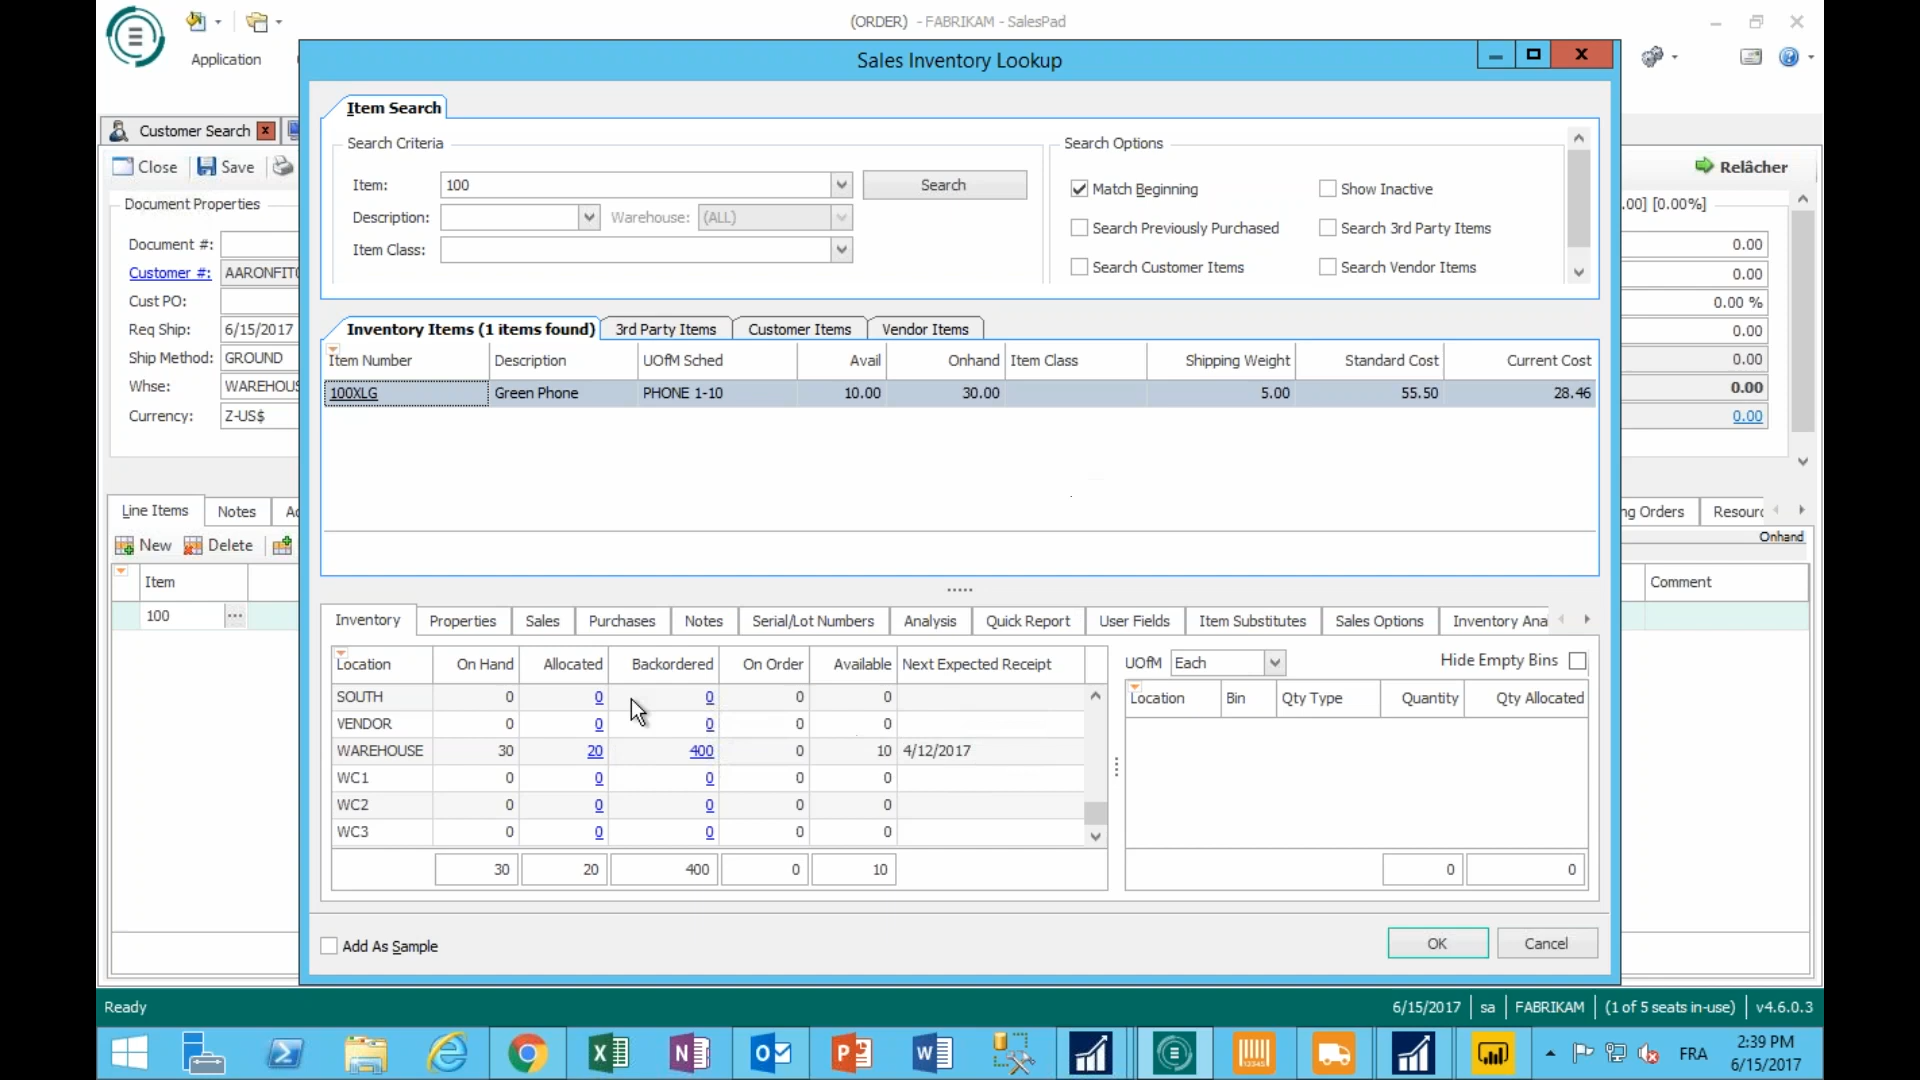 (ORDER) - FABRIKAM - SalesPad
Application
Sales Inventory Lookup
Customer Search
Close Save
Relâcher
Document Properties
Document #:
Customer #: AARONFIT
Cust PO:
Req Ship: 6/15/2017
Ship Method: GROUND
Whse: WAREHOUS
Currency: Z-US$
.00] [0.00%]
0.00
0.00
0.00 %
0.00
0.00
0.00
0.00
Item Search
Search Criteria
Item: 100 Search
Description: Warehouse: (ALL)
Item Class:
Search Options
Match Beginning Show Inactive
Search Previously Purchased Search 3rd Party Items
Search Customer Items Search Vendor Items
Inventory Items (1 items found) 3rd Party Items Customer Items Vendor Items
Item Number Description UOfM Sched Avail Onhand Item Class Shipping Weight Standard Cost Current Cost
100XLG Green Phone PHONE 1-10 10.00 30.00 5.00 55.50 28.46
Line Items Notes Ad
New Delete
Item
100 ...
ng Orders Resourc
Onhand
Comment
Inventory Properties Sales Purchases Notes Serial/Lot Numbers Analysis Quick Report User Fields Item Substitutes Sales Options Inventory Ana
Location On Hand Allocated Backordered On Order Available Next Expected Receipt
SOUTH 0 0 0 0 0
VENDOR 0 0 0 0 0
WAREHOUSE 30 20 400 0 10 4/12/2017
WC1 0 0 0 0 0
WC2 0 0 0 0 0
WC3 0 0 0 0 0
30 20 400 0 10
UOfM Each Hide Empty Bins
Location Bin Qty Type Quantity Qty Allocated
0 0
Add As Sample
OK Cancel
Ready
6/15/2017 sa FABRIKAM (1 of 5 seats in-use) v4.6.0.3
FRA
2:39 PM
6/15/2017